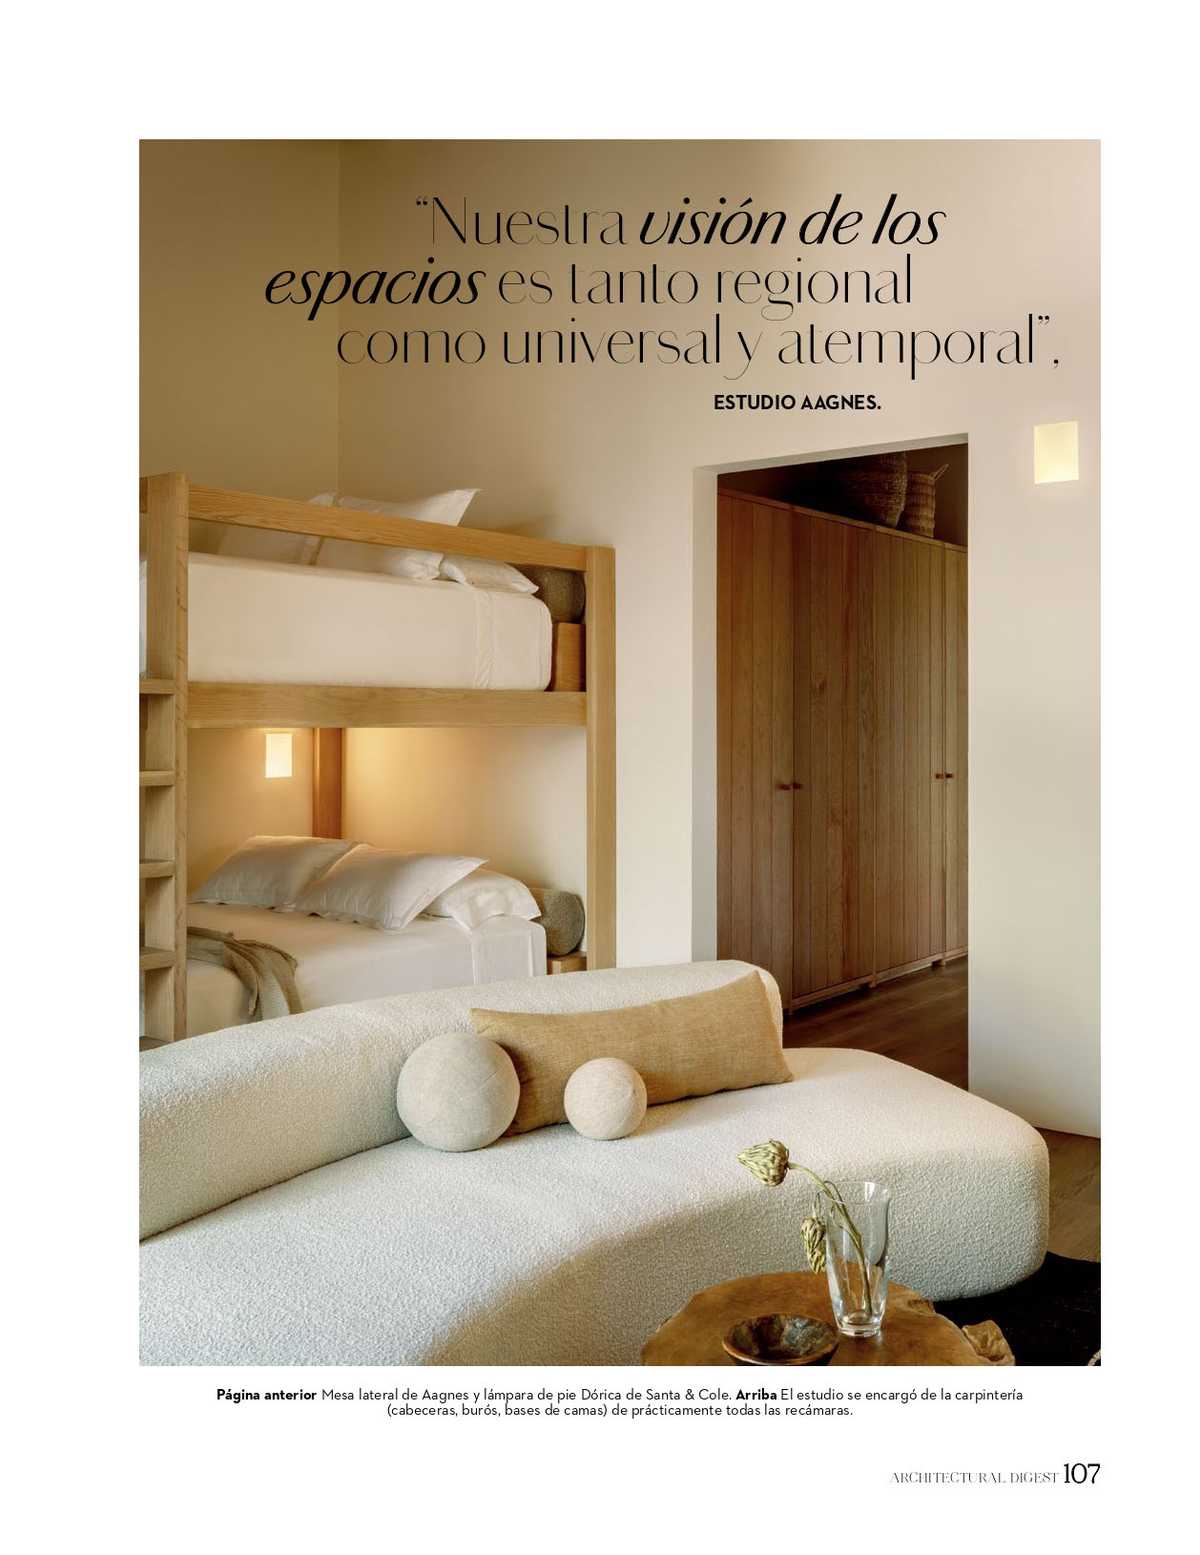 “Nuestra visión de los
espacios es tanto regional
como universal y atemporal”,
ESTUDIO AAGNES.
Página anterior Mesa lateral de Aagnes y lámpara de pie Dórica de Santa & Cole. Arriba El estudio se encargó de la carpintería
(cabeceras, burós, bases de camas) de prácticamente todas las recámaras.
ARCHITECTURAL DIGEST 107